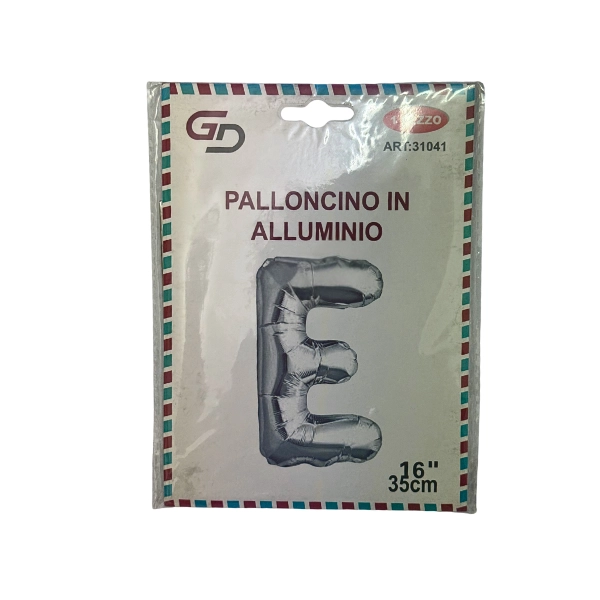 GD
ART:31041
PALLONCINO IN
ALLUMINIO
E
16"
35cm